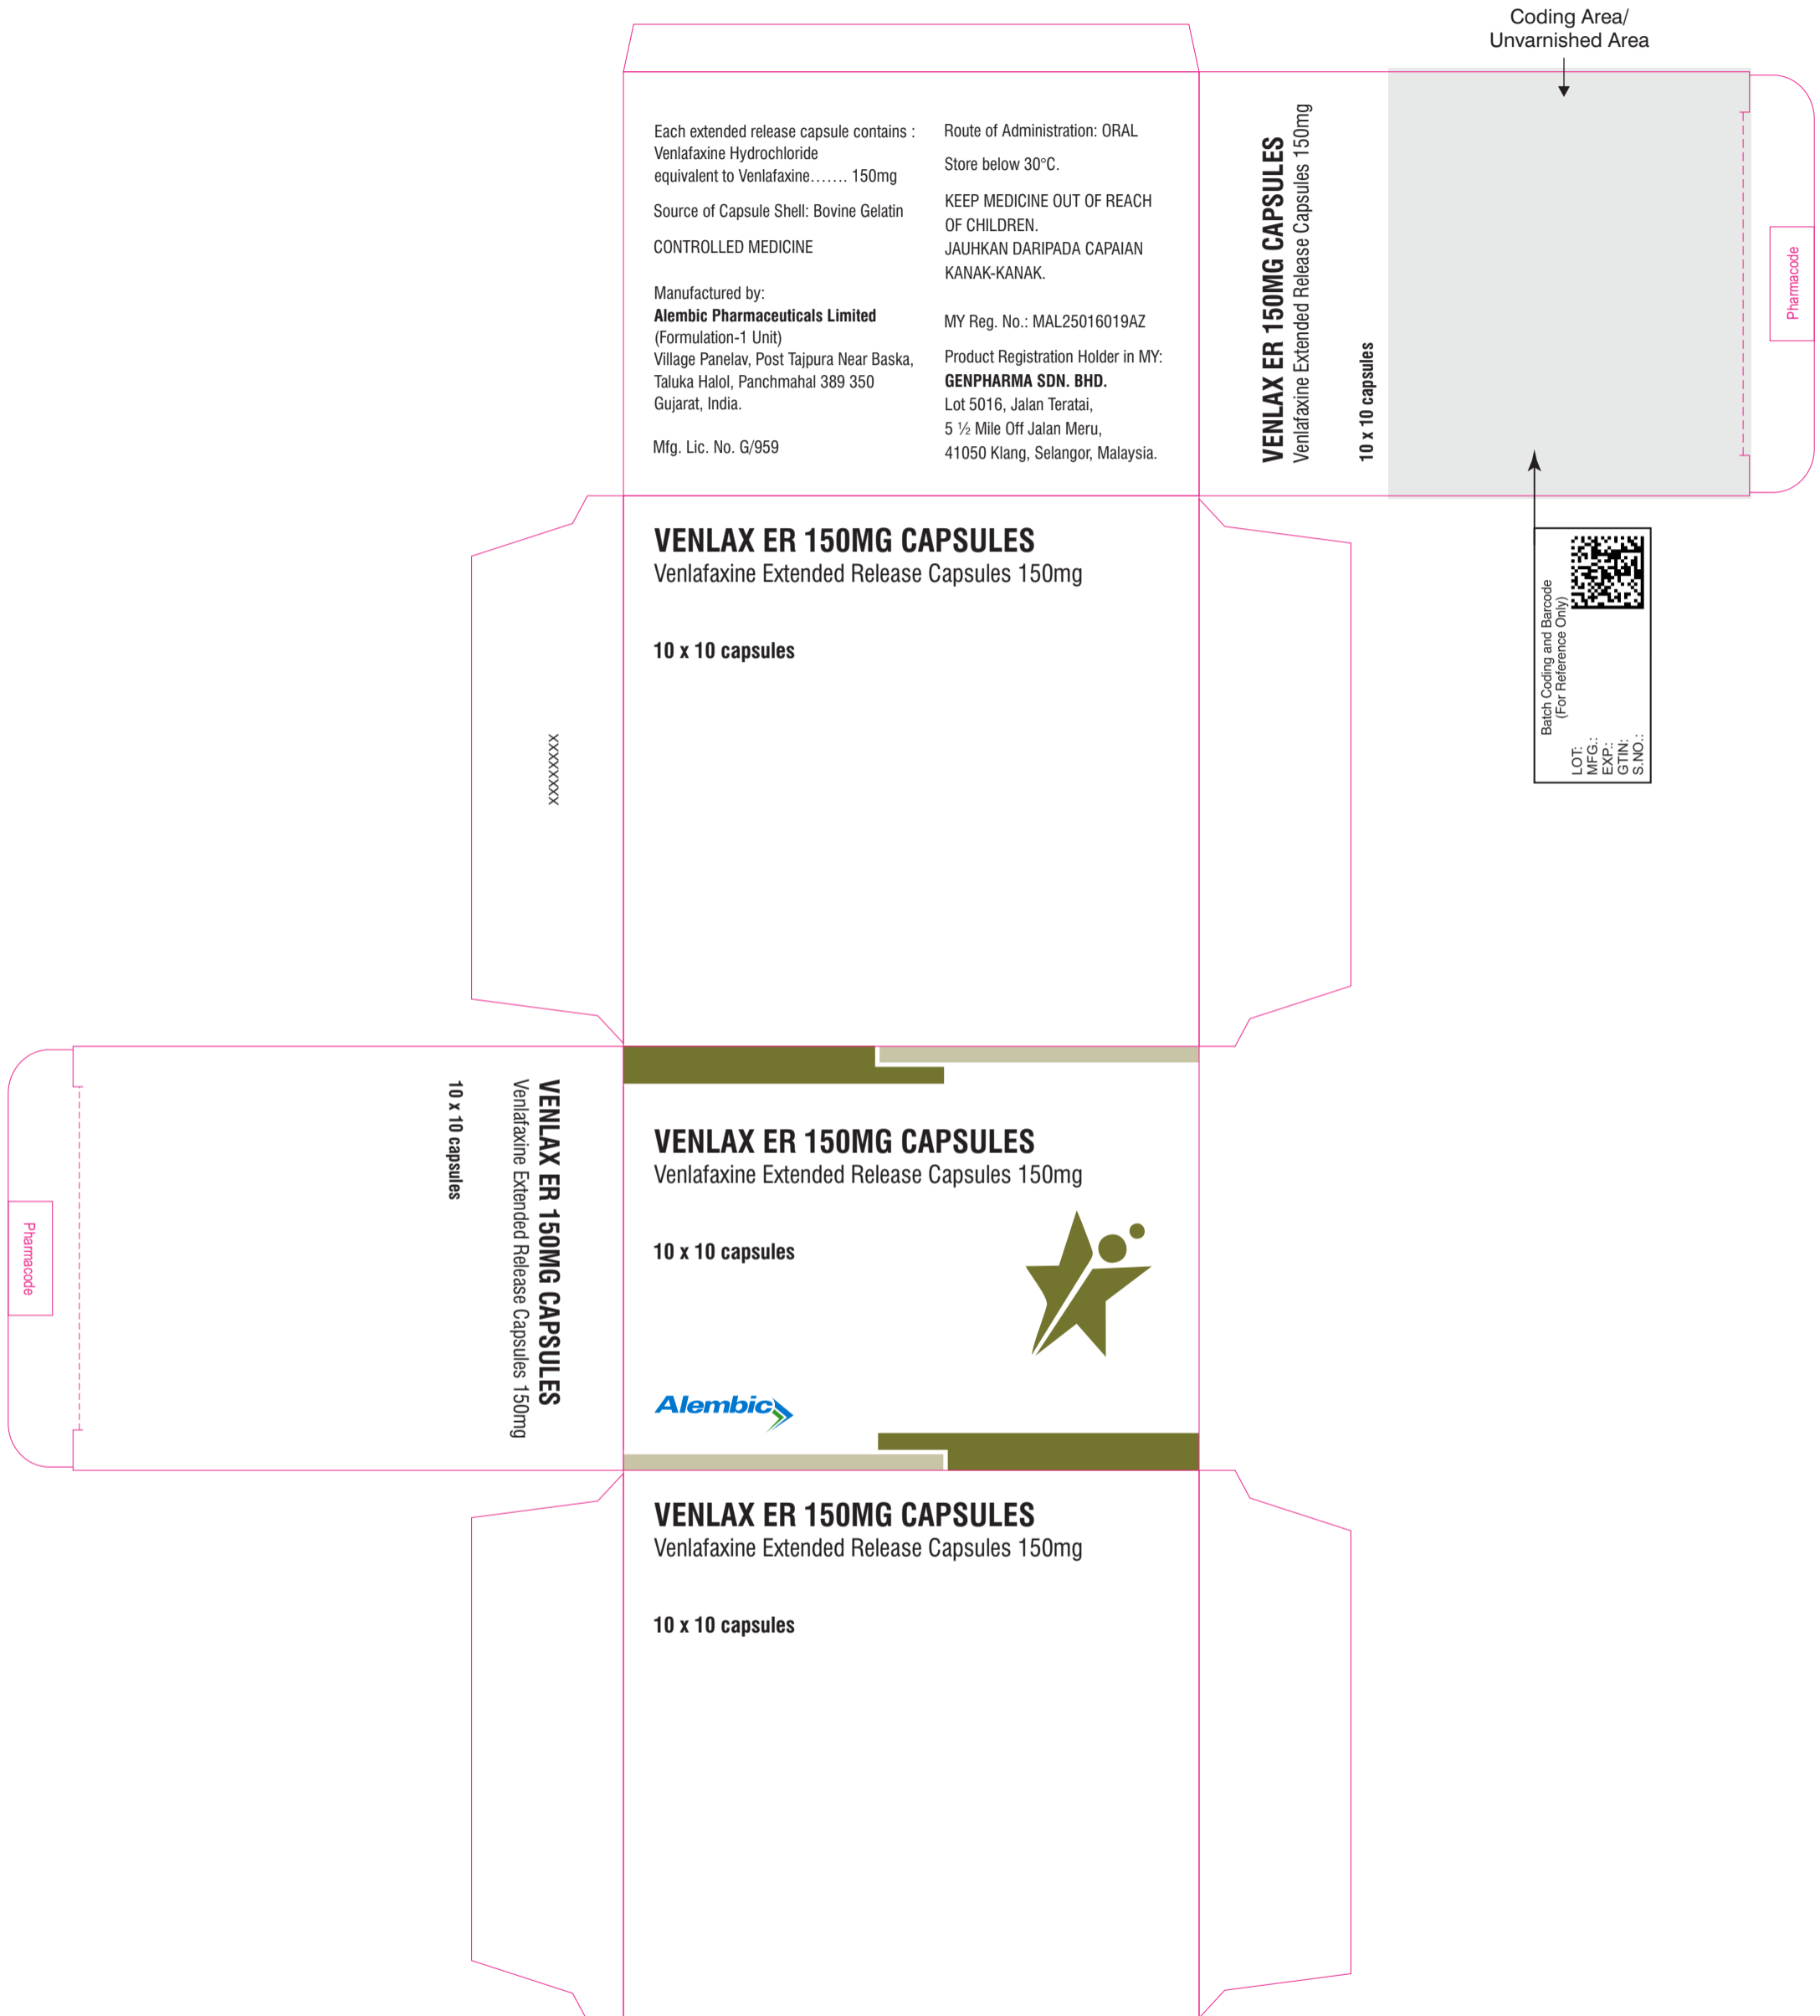 Coding Area/
Unvarnished Area
Each extended release capsule contains :
Venlafaxine Hydrochloride
equivalent to Venlafaxine....... 150mg
Source of Capsule Shell: Bovine Gelatin
CONTROLLED MEDICINE
Manufactured by:
Alembic Pharmaceuticals Limited
(Formulation-1 Unit)
Village Panelav, Post Tajpura Near Baska,
Taluka Halol, Panchmahal 389 350
Gujarat, India.
Mfg. Lic. No. G/959
Route of Administration: ORAL
Store below 30°C.
KEEP MEDICINE OUT OF REACH
OF CHILDREN.
JAUHKAN DARIPADA CAPAIAN
KANAK-KANAK.
MY Reg. No.: MAL25016019AZ
Product Registration Holder in MY:
GENPHARMA SDN. BHD.
Lot 5016, Jalan Teratai,
5 ½ Mile Off Jalan Meru,
41050 Klang, Selangor, Malaysia.
VENLAX ER 150MG CAPSULES
Venlafaxine Extended Release Capsules 150mg
10 x 10 capsules
Pharmacode
VENLAX ER 150MG CAPSULES
Venlafaxine Extended Release Capsules 150mg
10 x 10 capsules
XXXXXXXX
Batch Coding and Barcode
(For Reference Only)
LOT:
MFG.:
EXP.:
GTIN:
S.NO.:
Pharmacode
VENLAX ER 150MG CAPSULES
Venlafaxine Extended Release Capsules 150mg
10 x 10 capsules
VENLAX ER 150MG CAPSULES
Venlafaxine Extended Release Capsules 150mg
10 x 10 capsules
Alembic
VENLAX ER 150MG CAPSULES
Venlafaxine Extended Release Capsules 150mg
10 x 10 capsules